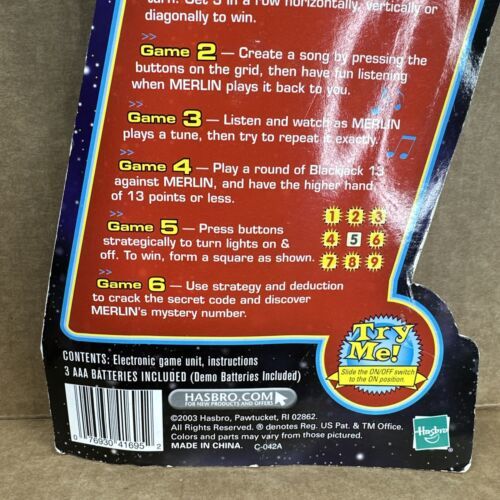 turn. Get 3 in a row horizontally, vertically or
diagonally to win.
>>
Game 2 — Create a song by pressing the
buttons on the grid, then have fun listening
when MERLIN plays it back to you.
>>
Game 3 — Listen and watch as MERLIN
plays a tune, then try to repeat it exactly.
>>
Game 4 — Play a round of Blackjack 13
against MERLIN, and have the higher hand
of 13 points or less.
>>
Game 5 — Press buttons
strategically to turn lights on &
off. To win, form a square as shown.
1 2 3
4 5 6
7 8 9
>>
Game 6 — Use strategy and deduction
to crack the secret code and discover
MERLIN's mystery number.
Try
Me!
Slide the ON/OFF switch
to the ON position.
CONTENTS: Electronic game unit, instructions
3 AAA BATTERIES INCLUDED (Demo Batteries Included)
HASBRO.COM
FOR NEW PRODUCTS AND OFFERS
©2003 Hasbro, Pawtucket, RI 02862.
All Rights Reserved. ® denotes Reg. US Pat. & TM Office.
Colors and parts may vary from those pictured.
MADE IN CHINA. C-042A
0 76930 41695 2
Hasbro